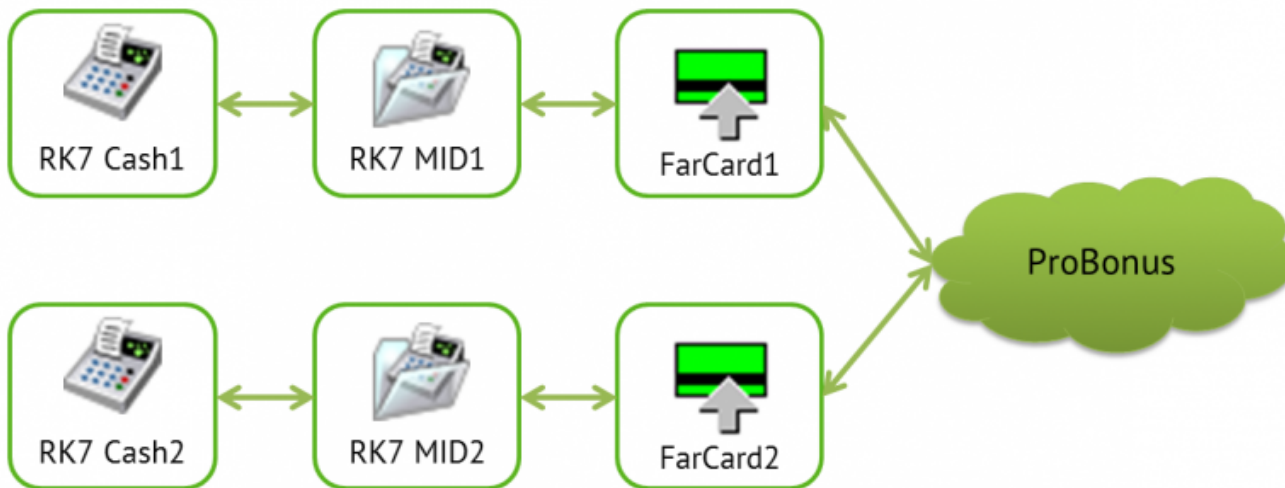 RK7 Cash1
RK7 MID1
FarCard1
ProBonus
RK7 Cash2
RK7 MID2
FarCard2